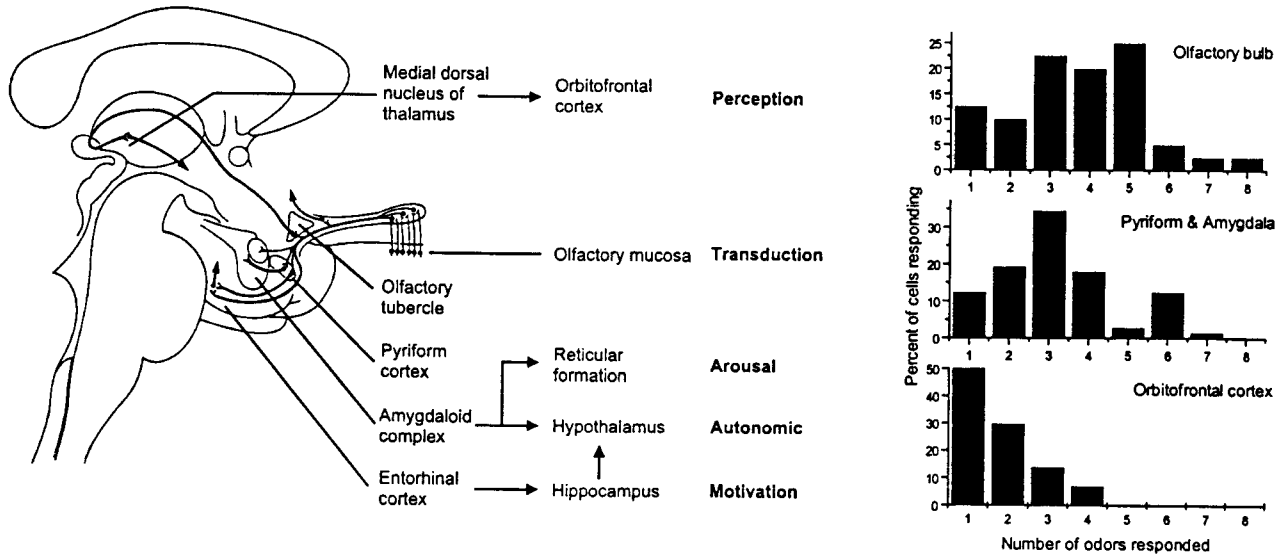 Medial dorsal
nucleus of
thalamus
Orbitofrontal
cortex
Perception
Olfactory mucosa
Transduction
Olfactory
tubercle
Pyriform
cortex
Reticular
formation
Arousal
Amygdaloid
complex
Hypothalamus
Autonomic
Entorhinal
cortex
Hippocampus
Motivation
Percent of cells responding
Olfactory bulb
25
20
15
10
5
0
1 2 3 4 5 6 7 8
Pyriform & Amygdala
30
20
10
0
1 2 3 4 5 6 7 8
Orbitofrontal cortex
50
40
30
20
10
0
1 2 3 4 5 6 7 8
Number of odors responded